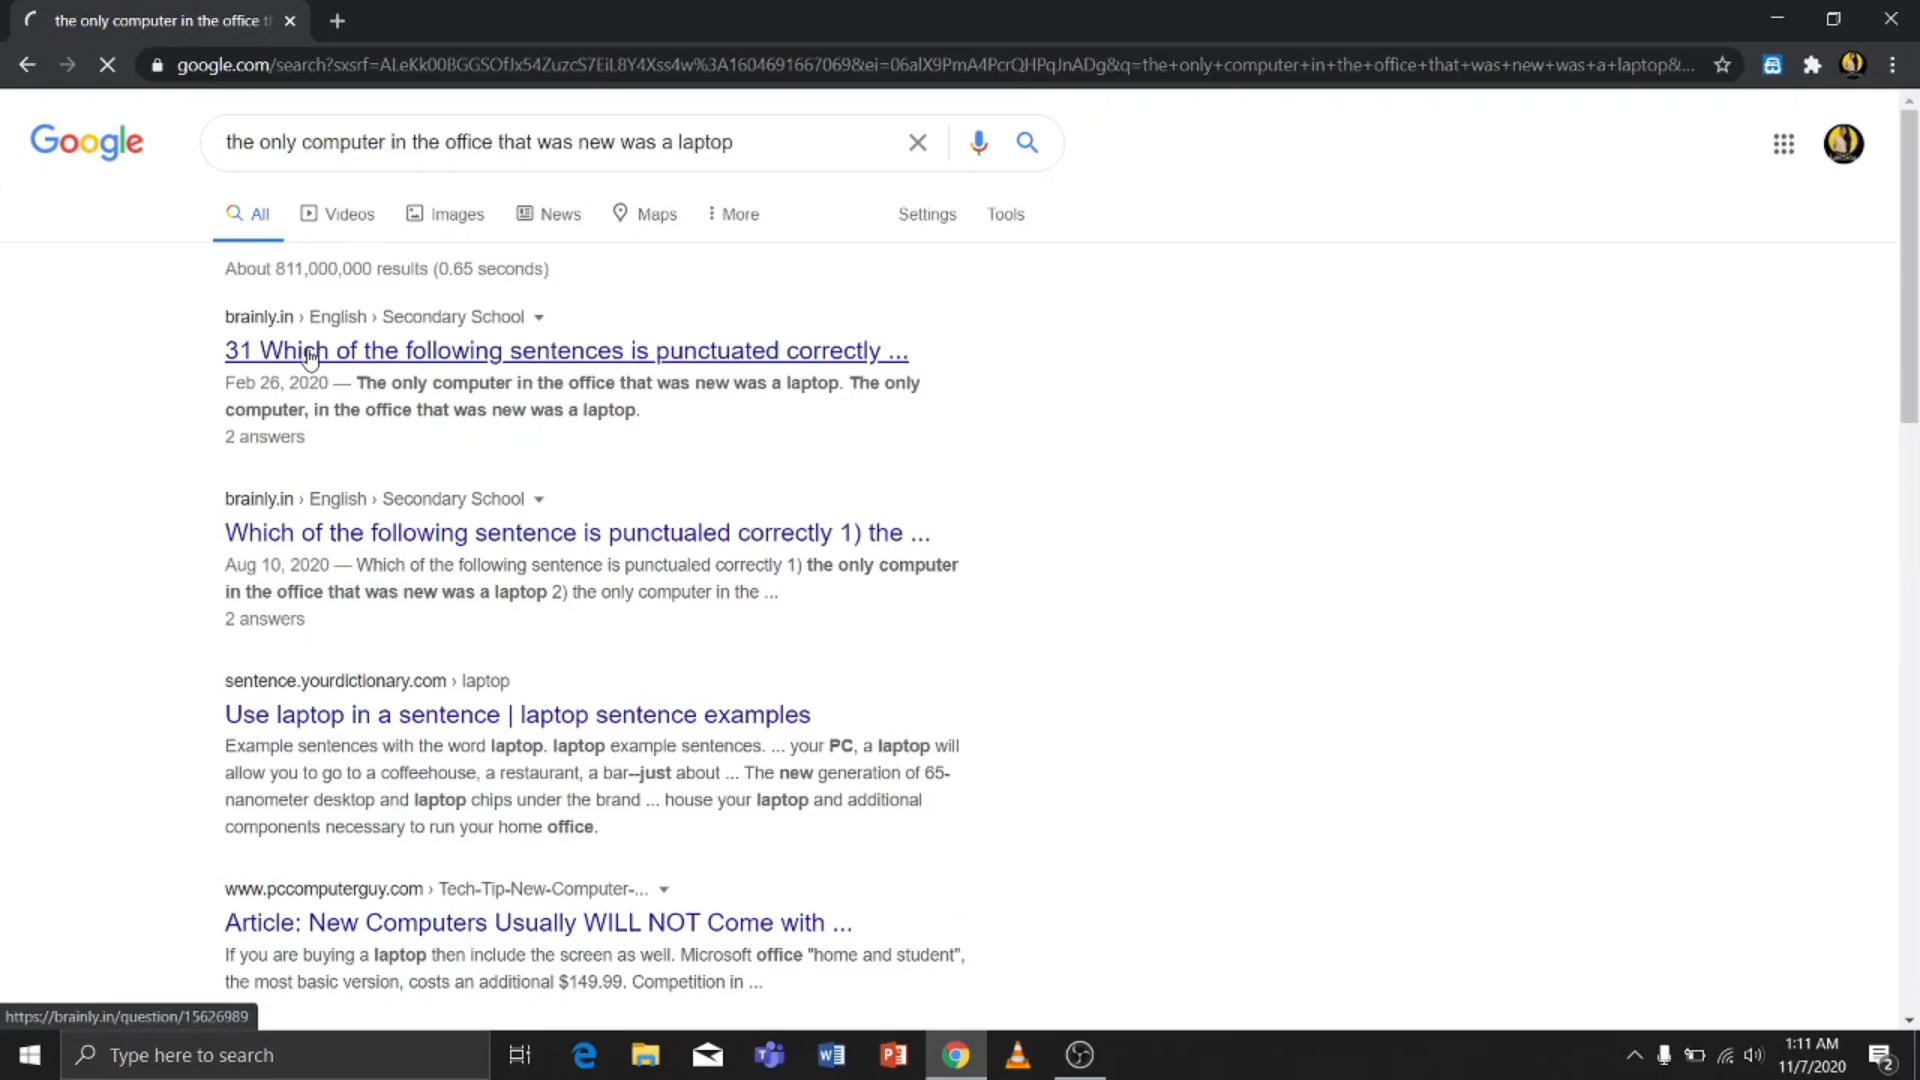 the only computer in the office t
google.com/search?sxsrf=ALeKk00BGGSOfJx54ZuzcS7EiL8Y4Xss4w%3A1604691667069&ei=06alX9PmA4PcrQHPqJnADg&q=the+only+computer+in+the+office+that+was+new+was+a+laptop&...
Google
the only computer in the office that was new was a laptop
All Videos Images News Maps More Settings Tools
About 811,000,000 results (0.65 seconds)
brainly.in › English › Secondary School
31 Which of the following sentences is punctuated correctly ...
Feb 26, 2020 — The only computer in the office that was new was a laptop. The only
computer, in the office that was new was a laptop.
2 answers
brainly.in › English › Secondary School
Which of the following sentence is punctualed correctly 1) the ...
Aug 10, 2020 — Which of the following sentence is punctualed correctly 1) the only computer
in the office that was new was a laptop 2) the only computer in the ...
2 answers
sentence.yourdictionary.com › laptop
Use laptop in a sentence | laptop sentence examples
Example sentences with the word laptop. laptop example sentences. ... your PC, a laptop will
allow you to go to a coffeehouse, a restaurant, a bar--just about ... The new generation of 65-
nanometer desktop and laptop chips under the brand ... house your laptop and additional
components necessary to run your home office.
www.pccomputerguy.com › Tech-Tip-New-Computer-...
Article: New Computers Usually WILL NOT Come with ...
If you are buying a laptop then include the screen as well. Microsoft office "home and student",
the most basic version, costs an additional $149.99. Competition in ...
https://brainly.in/question/15626989
Type here to search
1:11 AM
11/7/2020
2